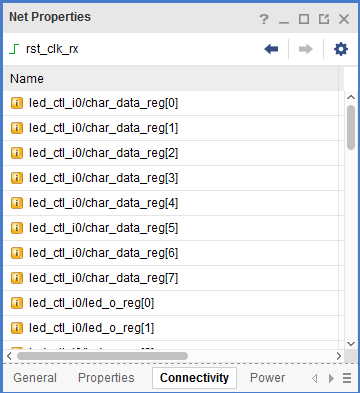 Net Properties
rst_clk_rx
Name
led_ctl_i0/char_data_reg[0]
led_ctl_i0/char_data_reg[1]
led_ctl_i0/char_data_reg[2]
led_ctl_i0/char_data_reg[3]
led_ctl_i0/char_data_reg[4]
led_ctl_i0/char_data_reg[5]
led_ctl_i0/char_data_reg[6]
led_ctl_i0/char_data_reg[7]
led_ctl_i0/led_o_reg[0]
led_ctl_i0/led_o_reg[1]
General Properties Connectivity Power